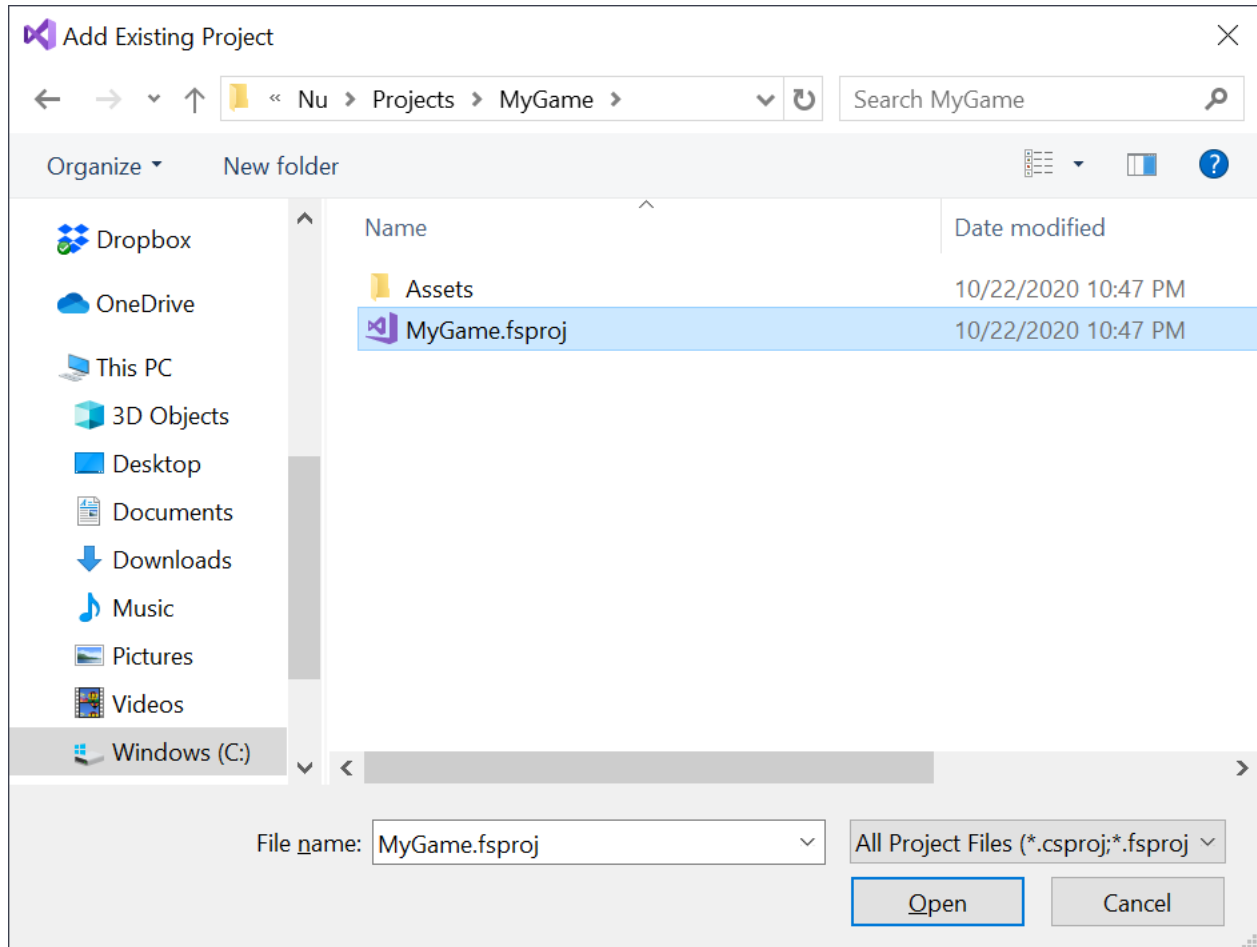 Add Existing Project
« Nu > Projects > MyGame >
Search MyGame
Organize
New folder
?
Name
Date modified
Dropbox
OneDrive
This PC
3D Objects
Desktop
Documents
Downloads
Music
Pictures
Videos
Windows (C:)
Assets 10/22/2020 10:47 PM
MyGame.fsproj 10/22/2020 10:47 PM
File name: MyGame.fsproj
All Project Files (*.csproj;*.fsproj
Open
Cancel